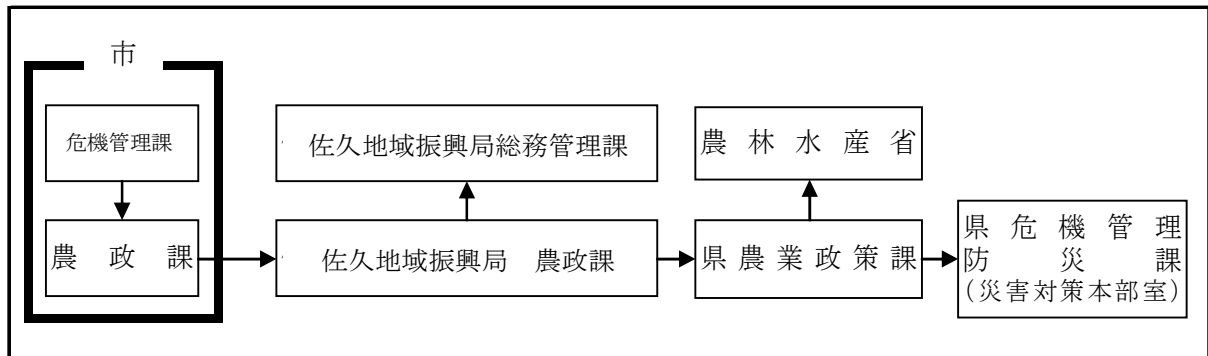 市
危機管理課
佐久地域振興局総務管理課
農林水産省
農政課
佐久地域振興局　農政課
県農業政策課
県危機管理
防災課
(災害対策本部室)